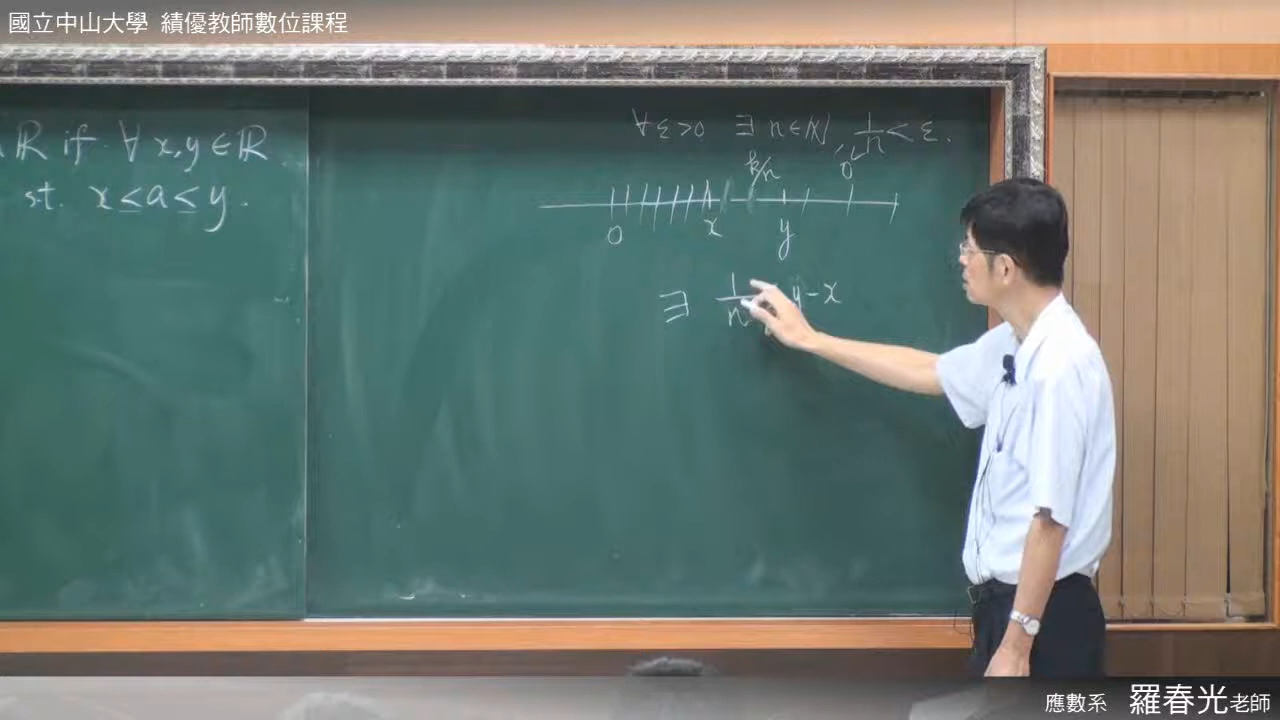 國立中山大學 績優教師數位課程
ℝ if ∀ x,y ∈ ℝ
st. x ≤ a ≤ y.
∀ ε>0 ∃ n ∈ ℕ, 1/n < ε.
k/n 0
0 x y
∃ 1/n y-x
應數系 羅春光老師